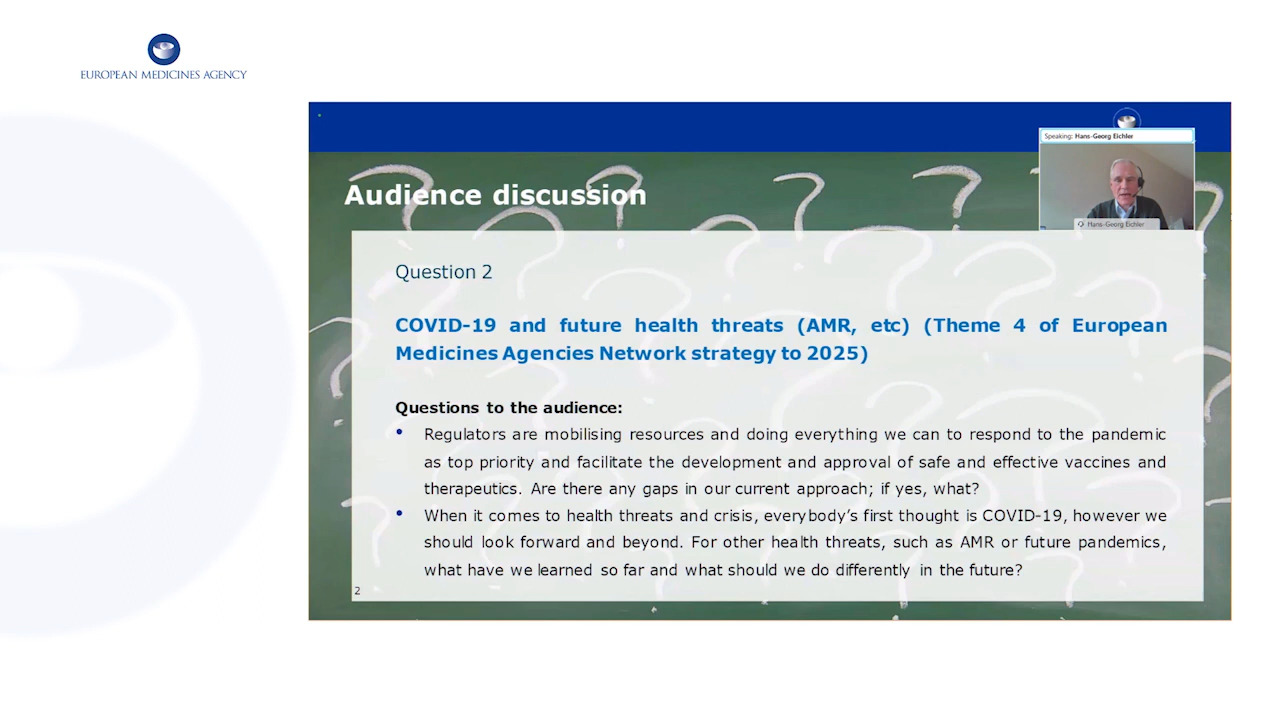 EUROPEAN MEDICINES AGENCY
Speaking: Hans-Georg Eichler
Hans-Georg Eichler
Audience discussion
Question 2
COVID-19 and future health threats (AMR, etc) (Theme 4 of European
Medicines Agencies Network strategy to 2025)
Questions to the audience:
• Regulators are mobilising resources and doing everything we can to respond to the pandemic
as top priority and facilitate the development and approval of safe and effective vaccines and
therapeutics. Are there any gaps in our current approach; if yes, what?
• When it comes to health threats and crisis, everybody's first thought is COVID-19, however we
should look forward and beyond. For other health threats, such as AMR or future pandemics,
what have we learned so far and what should we do differently in the future?
2